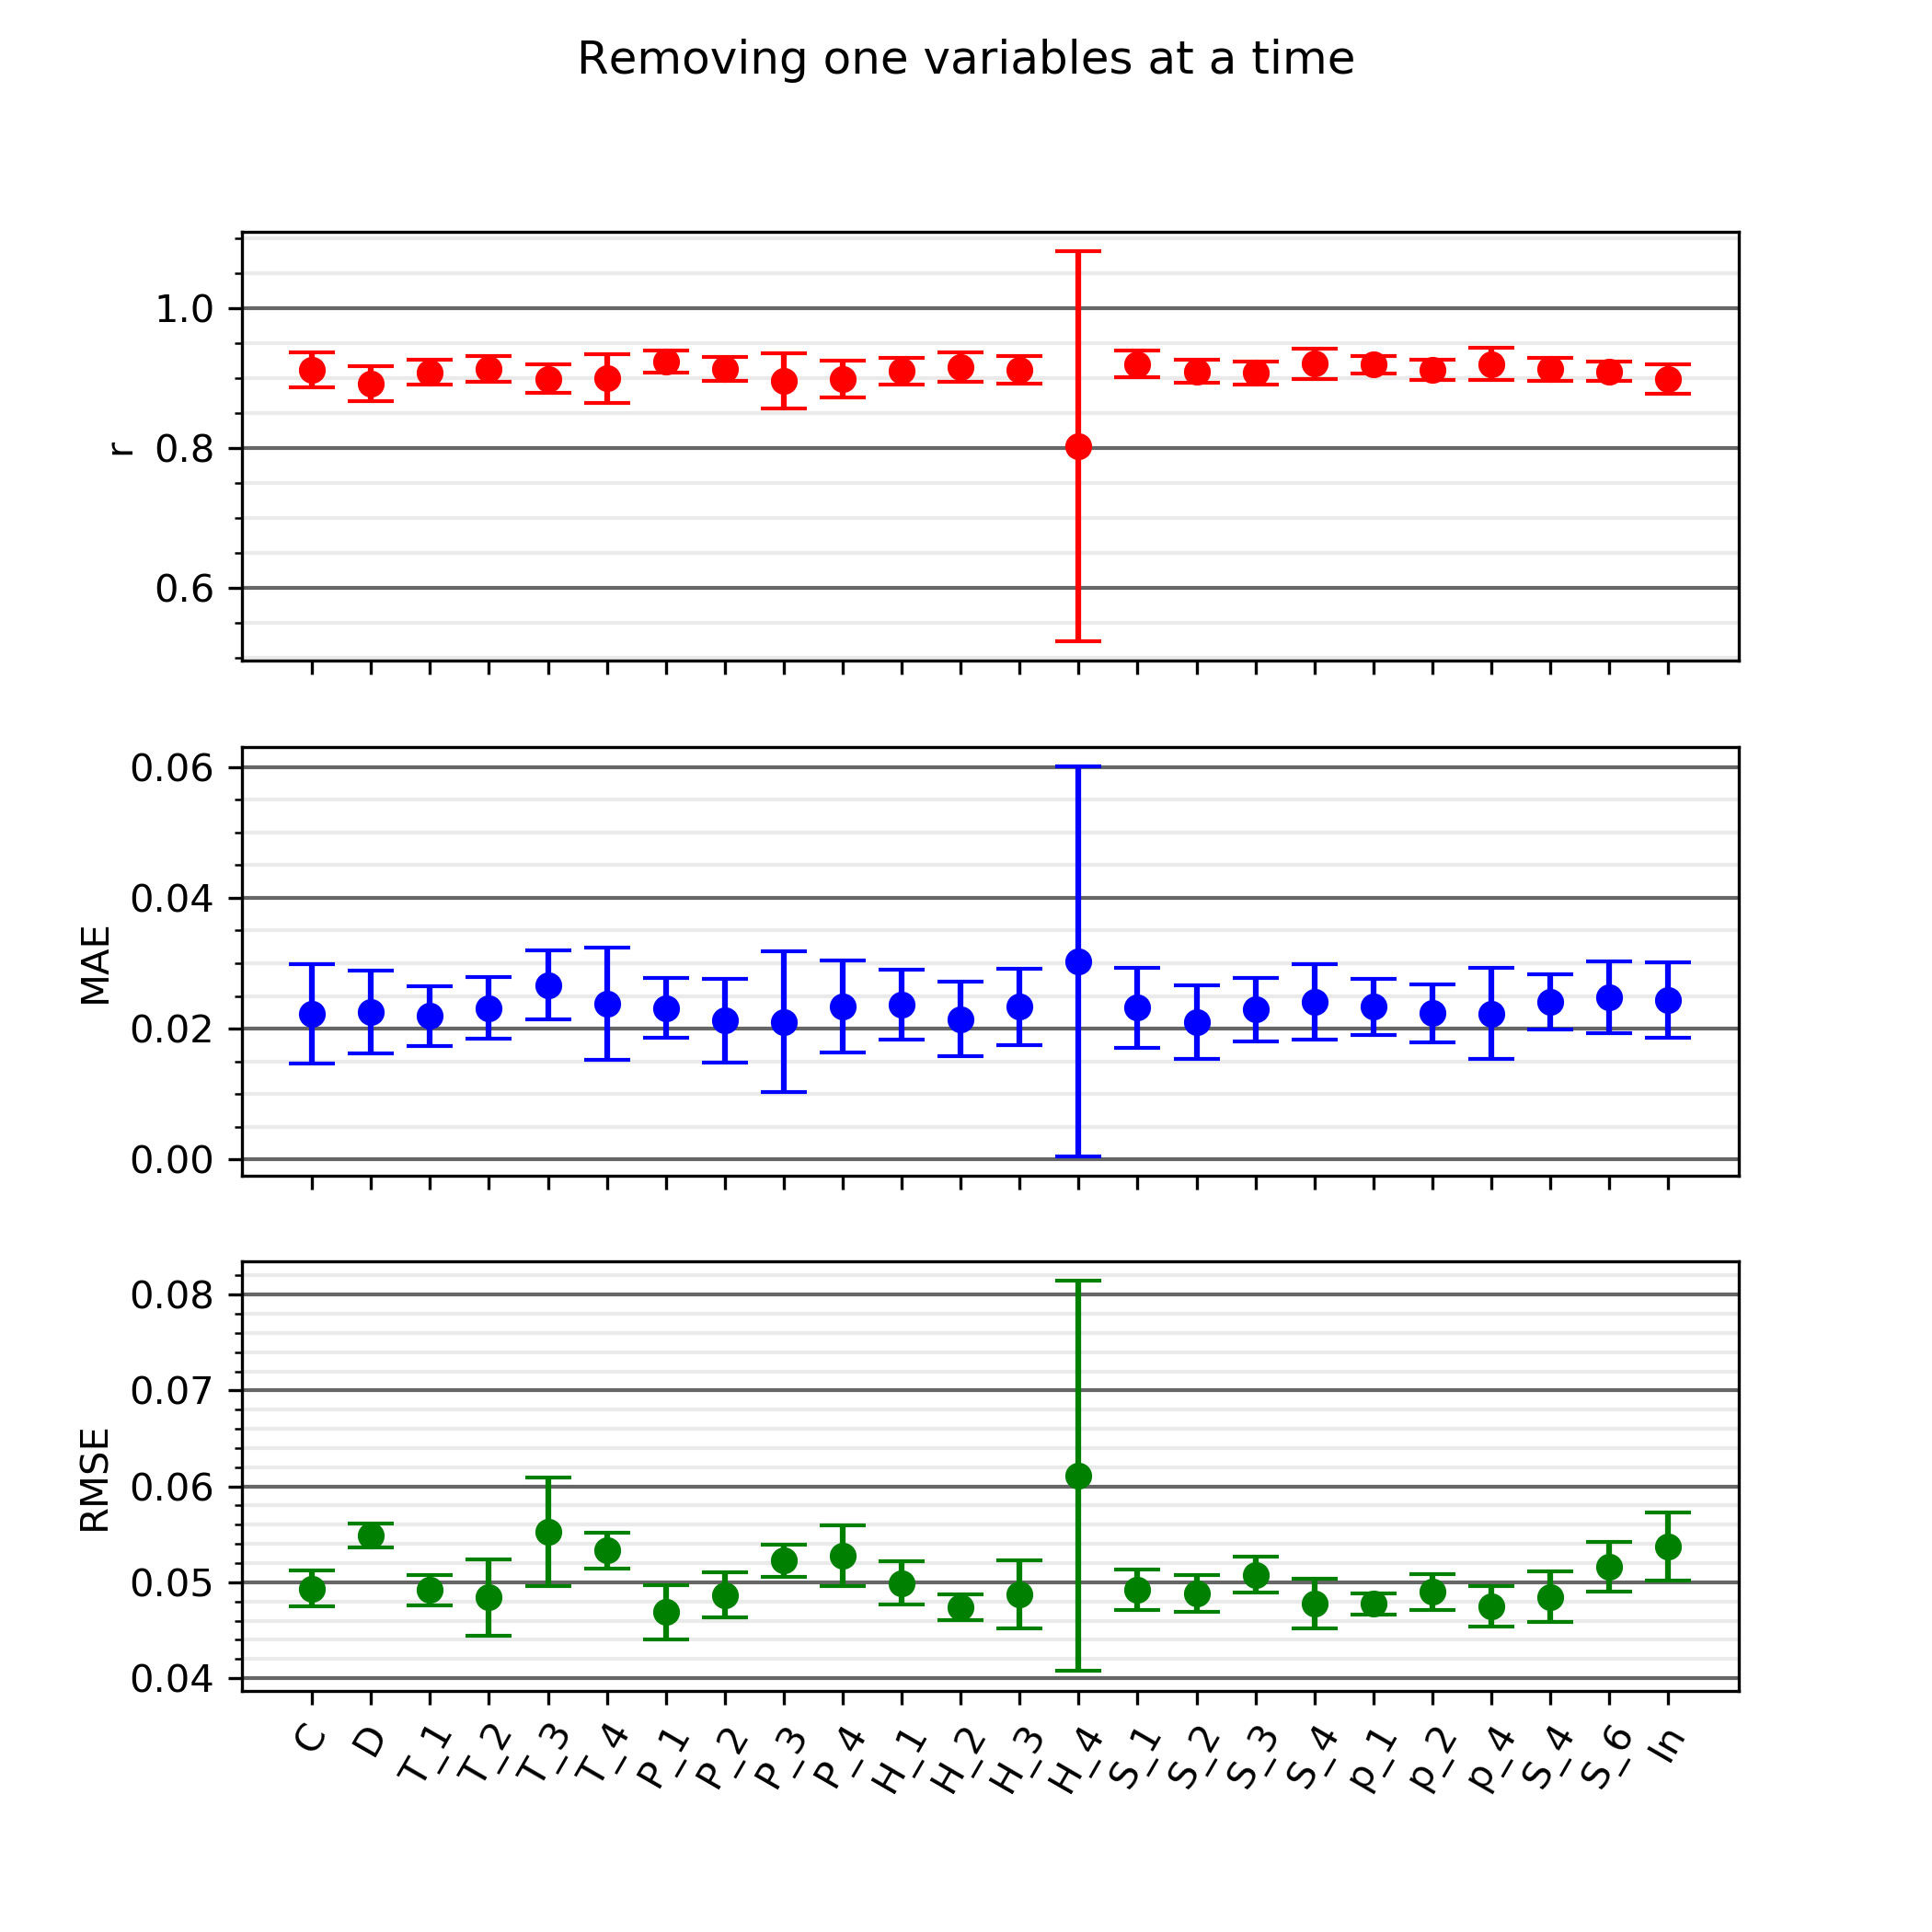 Removing one variables at a time
r
1.0
0.8
0.6
MAE
0.06
0.04
0.02
0.00
RMSE
0.08
0.07
0.06
0.05
0.04
C
D
T_1
T_2
T_3
T_4
P_1
P_2
P_3
P_4
H_1
H_2
H_3
H_4
S_1
S_2
S_3
S_4
p_1
p_2
p_4
S_4
S_6
In